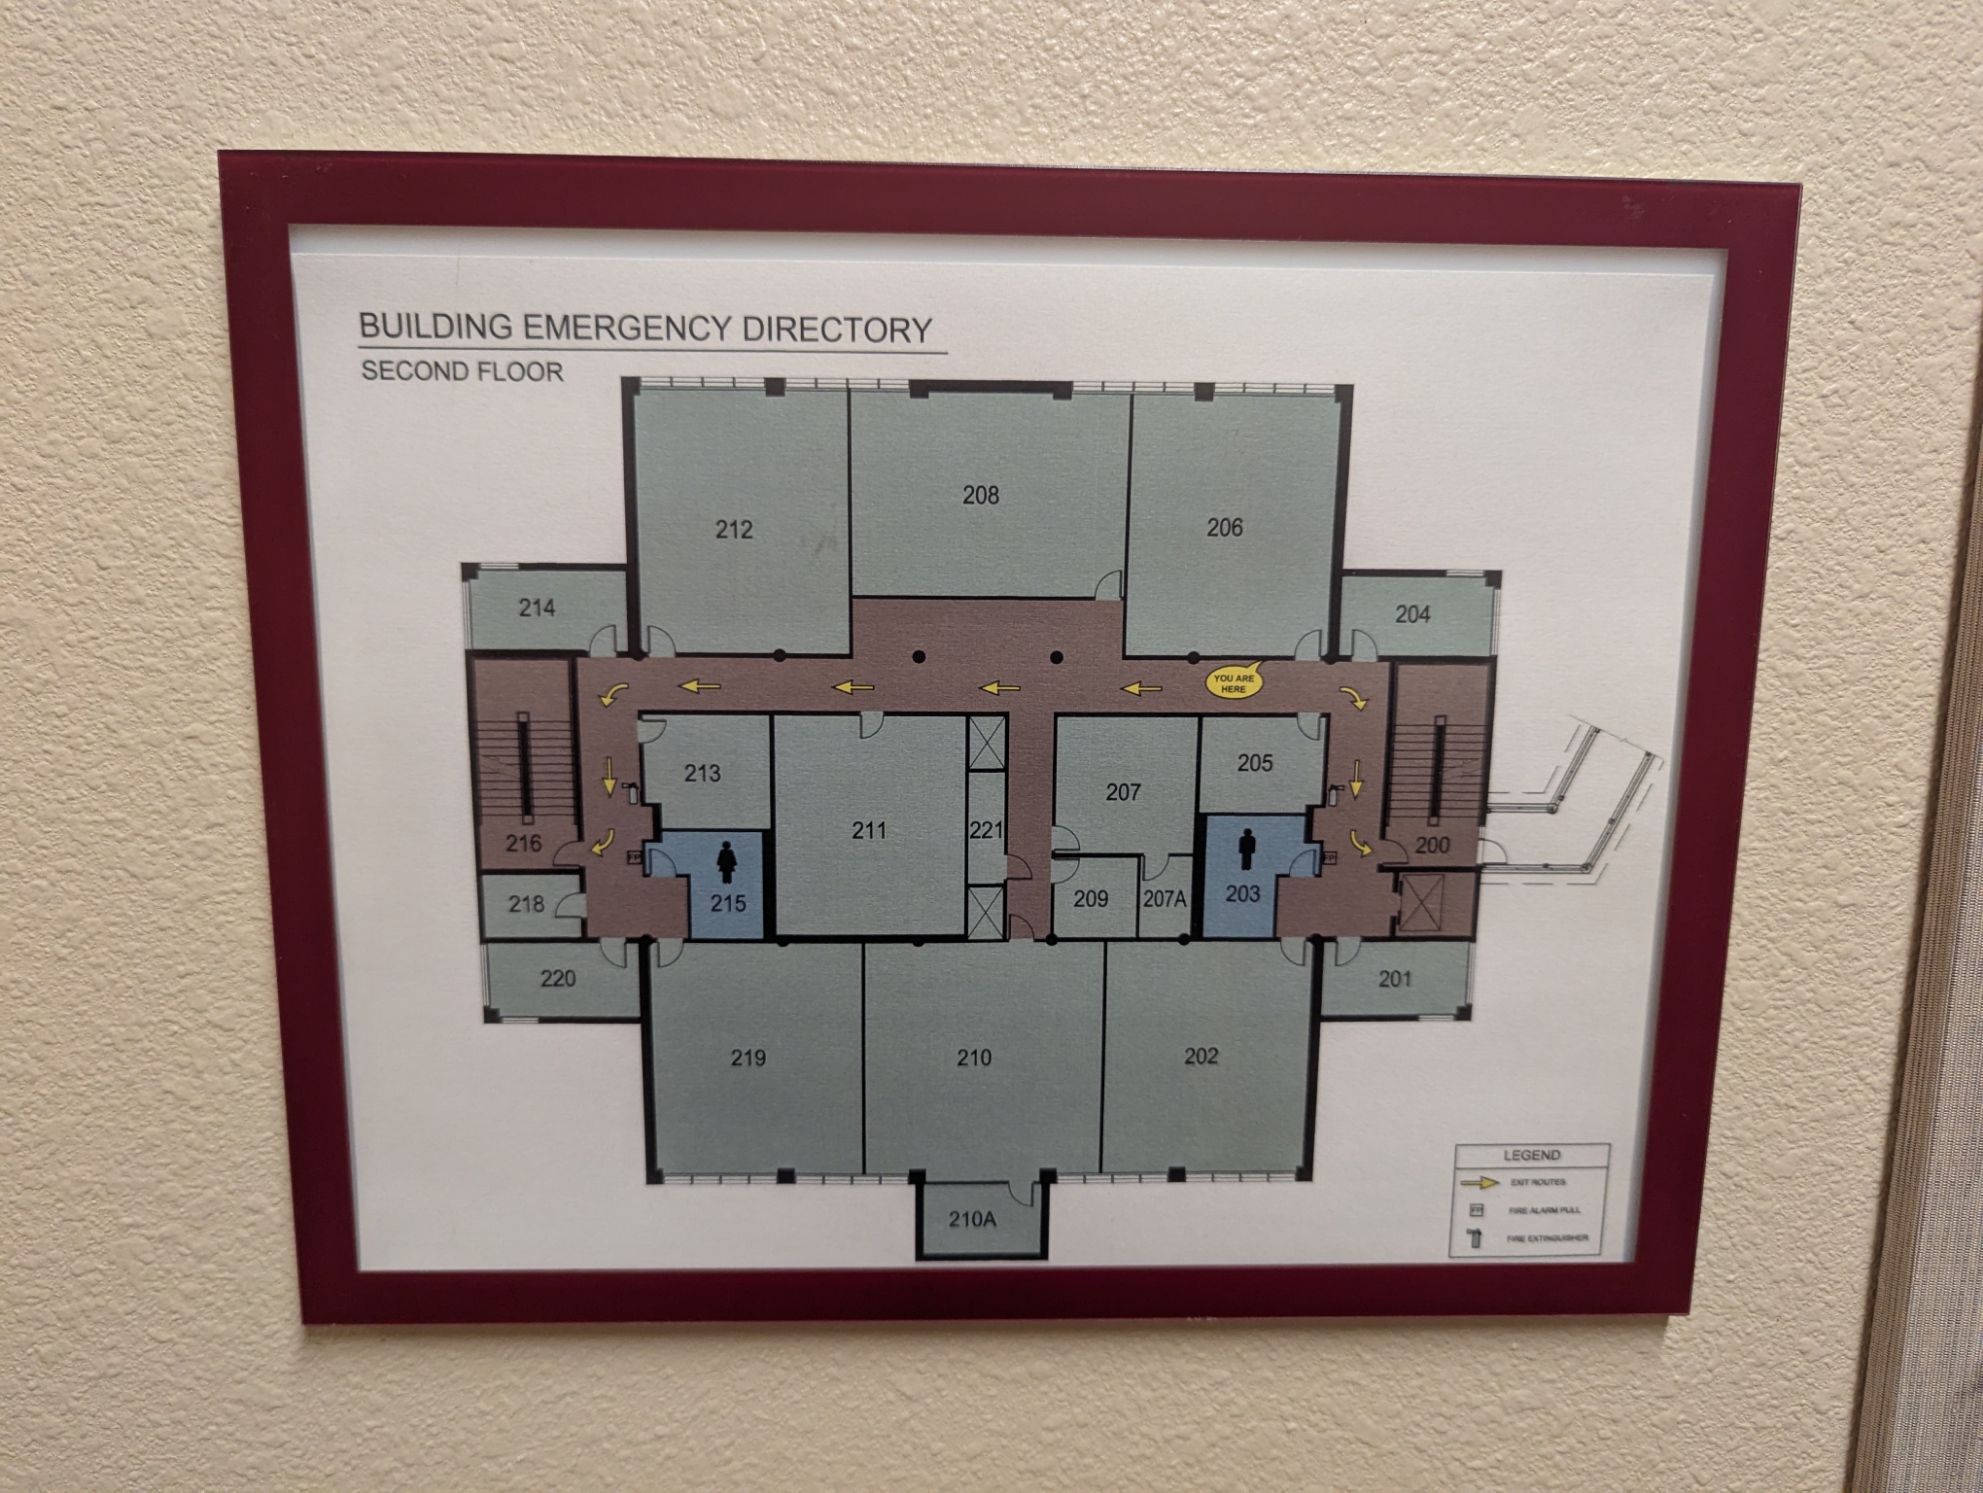 BUILDING EMERGENCY DIRECTORY
SECOND FLOOR
208
212
206
214
204
YOU ARE
HERE
213
205
207
211
221
216
200
218
215
209
207A
203
220
201
219
210
202
210A
LEGEND
EXIT ROUTES
FP
FIRE ALARM PULL
FIRE EXTINGUISHER